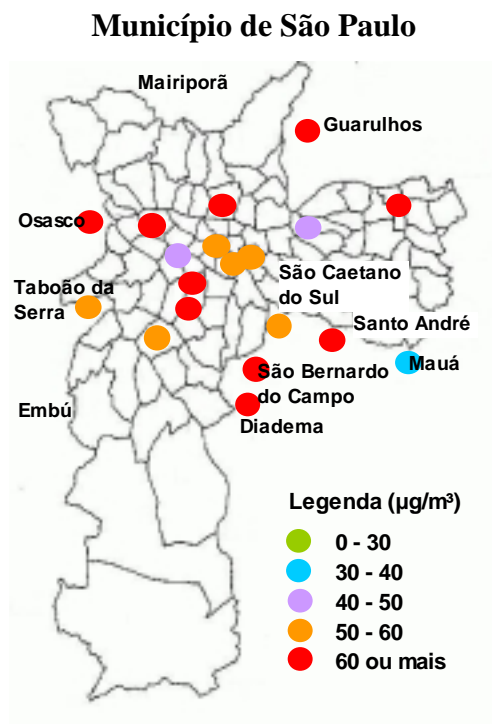 Município de São Paulo
Mairiporã
Guarulhos
Osasco
São Caetano
do Sul
Taboão da
Serra
Santo André
Mauá
São Bernardo
do Campo
Embú
Diadema
Legenda (µg/m³)
0 - 30
30 - 40
40 - 50
50 - 60
60 ou mais